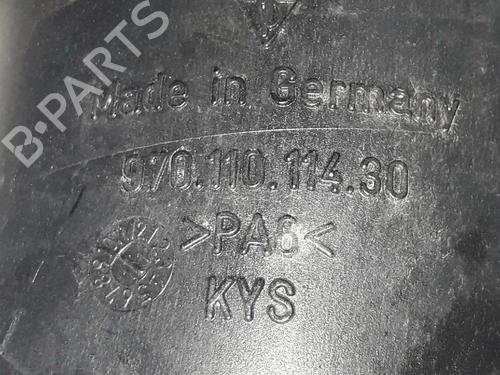 B-PARTS
Made in Germany
970.110.114.30
>PA6<
KYS